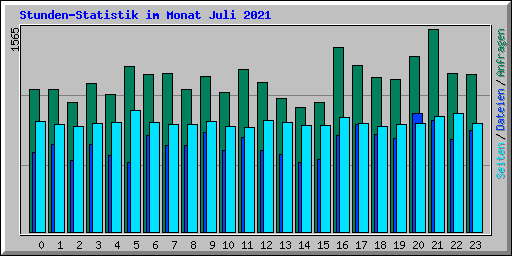 Stunden-Statistik im Monat Juli 2021
1565
Seiten / Dateien / Anfragen
0 1 2 3 4 5 6 7 8 9 10 11 12 13 14 15 16 17 18 19 20 21 22 23